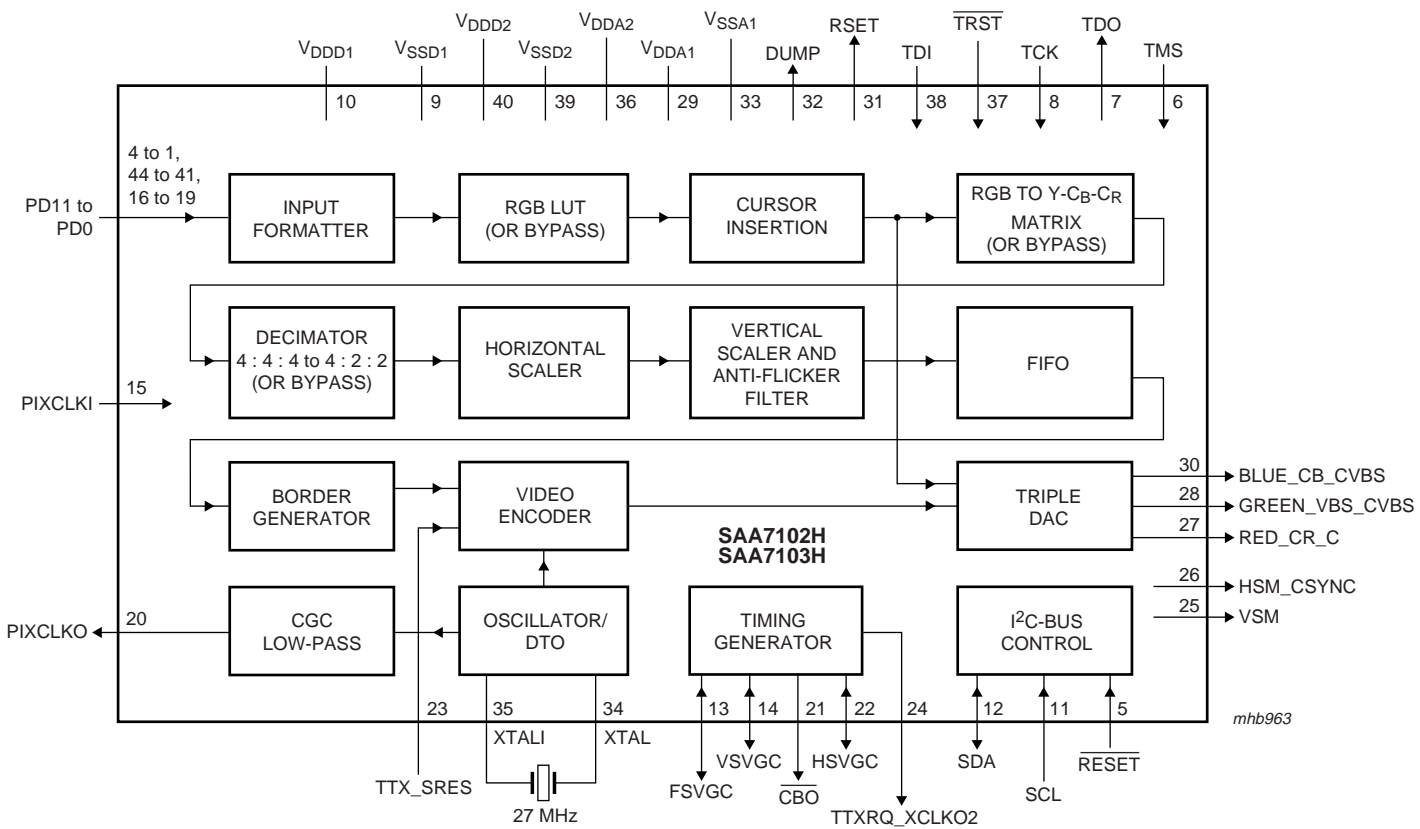 VDDD1
VSSD1
VDDD2
VSSD2
VDDA2
VDDA1
VSSA1
DUMP
RSET
TDI
TRST
TCK
TDO
TMS
10
9
40
39
36
29
33
32
31
38
37
8
7
6
4 to 1,
44 to 41,
16 to 19
PD11 to
PD0
INPUT
FORMATTER
RGB LUT
(OR BYPASS)
CURSOR
INSERTION
RGB TO Y-CB-CR
MATRIX
(OR BYPASS)
DECIMATOR
4 : 4 : 4 to 4 : 2 : 2
(OR BYPASS)
HORIZONTAL
SCALER
VERTICAL
SCALER AND
ANTI-FLICKER
FILTER
FIFO
15
PIXCLKI
BORDER
GENERATOR
VIDEO
ENCODER
TRIPLE
DAC
30
BLUE_CB_CVBS
28
GREEN_VBS_CVBS
27
RED_CR_C
SAA7102H
SAA7103H
26
HSM_CSYNC
25
VSM
PIXCLKO
20
CGC
LOW-PASS
OSCILLATOR/
DTO
TIMING
GENERATOR
I2C-BUS
CONTROL
23
35
34
13
14
21
22
24
12
11
5
mhb963
XTALI
XTAL
TTX_SRES
27 MHz
FSVGC
VSVGC
CBO
HSVGC
TTXRQ_XCLKO2
SDA
SCL
RESET